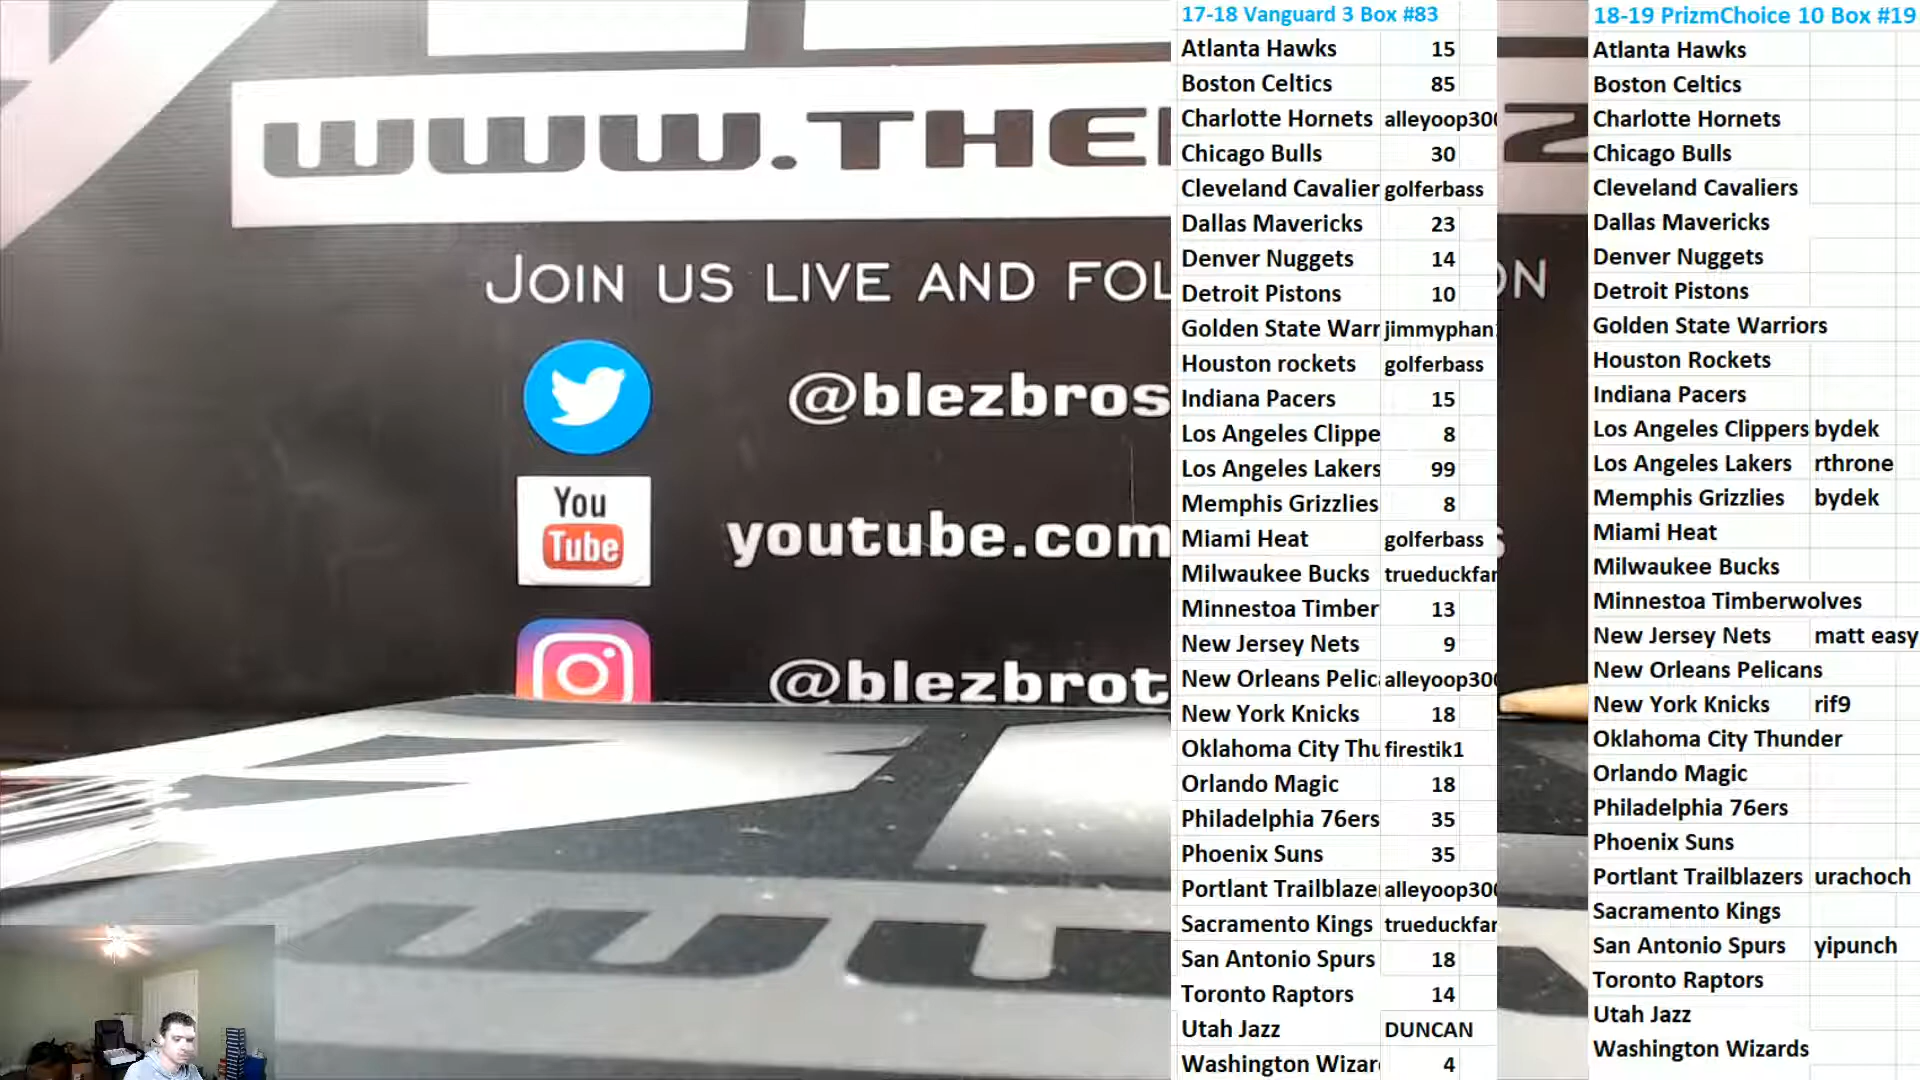 WWW.THE
Z
JOIN US LIVE AND FOL
ON
@blezbros
You
Tube
youtube.com
s
@blezbrot
17-18 Vanguard 3 Box #83
Atlanta Hawks 15
Boston Celtics 85
Charlotte Hornets alleyoop300
Chicago Bulls 30
Cleveland Cavalier golferbass
Dallas Mavericks 23
Denver Nuggets 14
Detroit Pistons 10
Golden State Warr jimmyphan
Houston rockets golferbass
Indiana Pacers 15
Los Angeles Clippe 8
Los Angeles Lakers 99
Memphis Grizzlies 8
Miami Heat golferbass
Milwaukee Bucks trueduckfan
Minnestoa Timber 13
New Jersey Nets 9
New Orleans Pelic alleyoop300
New York Knicks 18
Oklahoma City Thu firestik1
Orlando Magic 18
Philadelphia 76ers 35
Phoenix Suns 35
Portlant Trailblaze alleyoop300
Sacramento Kings trueduckfan
San Antonio Spurs 18
Toronto Raptors 14
Utah Jazz DUNCAN
Washington Wizar 4
18-19 PrizmChoice 10 Box #19
Atlanta Hawks
Boston Celtics
Charlotte Hornets
Chicago Bulls
Cleveland Cavaliers
Dallas Mavericks
Denver Nuggets
Detroit Pistons
Golden State Warriors
Houston Rockets
Indiana Pacers
Los Angeles Clippers bydek
Los Angeles Lakers rthrone
Memphis Grizzlies bydek
Miami Heat
Milwaukee Bucks
Minnestoa Timberwolves
New Jersey Nets matt easy
New Orleans Pelicans
New York Knicks rif9
Oklahoma City Thunder
Orlando Magic
Philadelphia 76ers
Phoenix Suns
Portlant Trailblazers urachoch
Sacramento Kings
San Antonio Spurs yipunch
Toronto Raptors
Utah Jazz
Washington Wizards